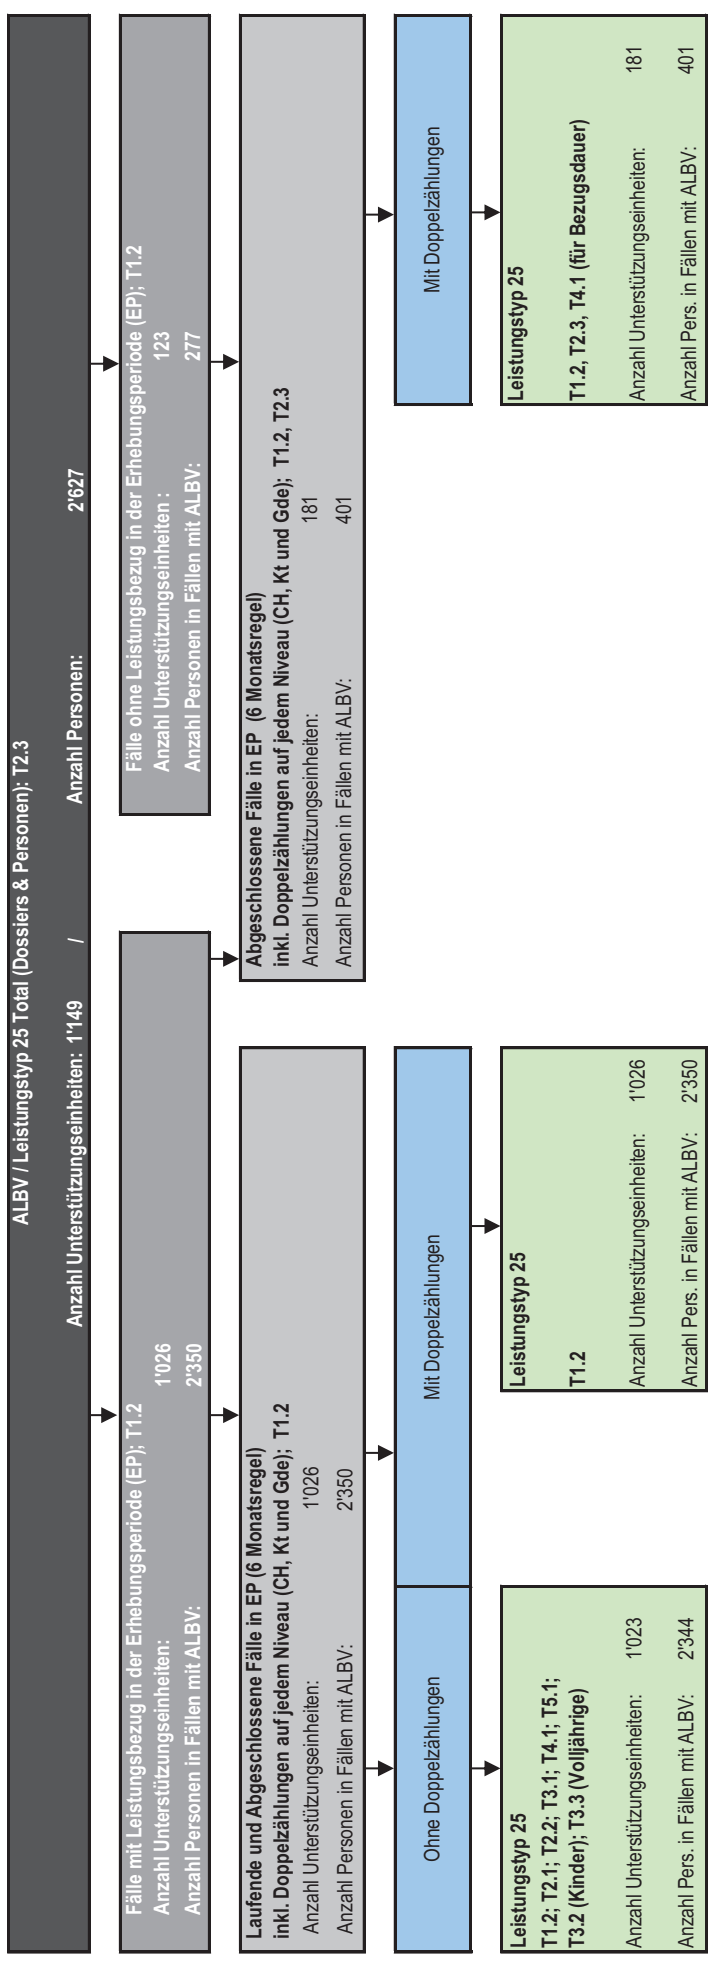 ALBV / Leistungstyp 25 Total (Dossiers & Personen): T2.3
Anzahl Unterstützungseinheiten: 1'149 / Anzahl Personen: 2'627
Fälle mit Leistungsbezug in der Erhebungsperiode (EP); T1.2
Anzahl Unterstützungseinheiten: 1'026
Anzahl Personen in Fällen mit ALBV: 2'350
Fälle ohne Leistungsbezug in der Erhebungsperiode (EP); T1.2
Anzahl Unterstützungseinheiten : 123
Anzahl Personen in Fällen mit ALBV: 277
Laufende und Abgeschlossene Fälle in EP (6 Monatsregel)
inkl. Doppelzählungen auf jedem Niveau (CH, Kt und Gde); T1.2
Anzahl Unterstützungseinheiten: 1'026
Anzahl Personen in Fällen mit ALBV: 2'350
Abgeschlossene Fälle in EP (6 Monatsregel)
inkl. Doppelzählungen auf jedem Niveau (CH, Kt und Gde); T1.2, T2.3
Anzahl Unterstützungseinheiten: 181
Anzahl Personen in Fällen mit ALBV: 401
Ohne Doppelzählungen
Mit Doppelzählungen
Mit Doppelzählungen
Leistungstyp 25
T1.2; T2.1; T2.2; T3.1; T4.1; T5.1;
T3.2 (Kinder); T3.3 (Volljährige)
Anzahl Unterstützungseinheiten: 1'023
Anzahl Pers. in Fällen mit ALBV: 2'344
Leistungstyp 25
T1.2
Anzahl Unterstützungseinheiten: 1'026
Anzahl Pers. in Fällen mit ALBV: 2'350
Leistungstyp 25
T1.2, T2.3, T4.1 (für Bezugsdauer)
Anzahl Unterstützungseinheiten: 181
Anzahl Pers. in Fällen mit ALBV: 401